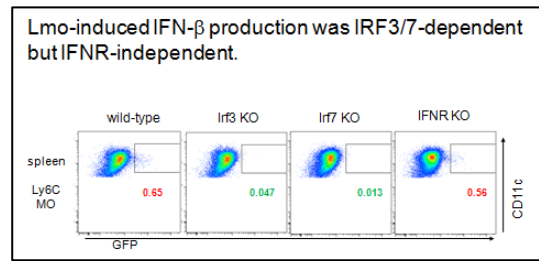 Lmo-induced IFN-β production was IRF3/7-dependent
but IFNR-independent.
wild-type Irf3 KO Irf7 KO IFNR KO
spleen
Ly6C
MO
0.65 0.047 0.013 0.56
CD11c
GFP